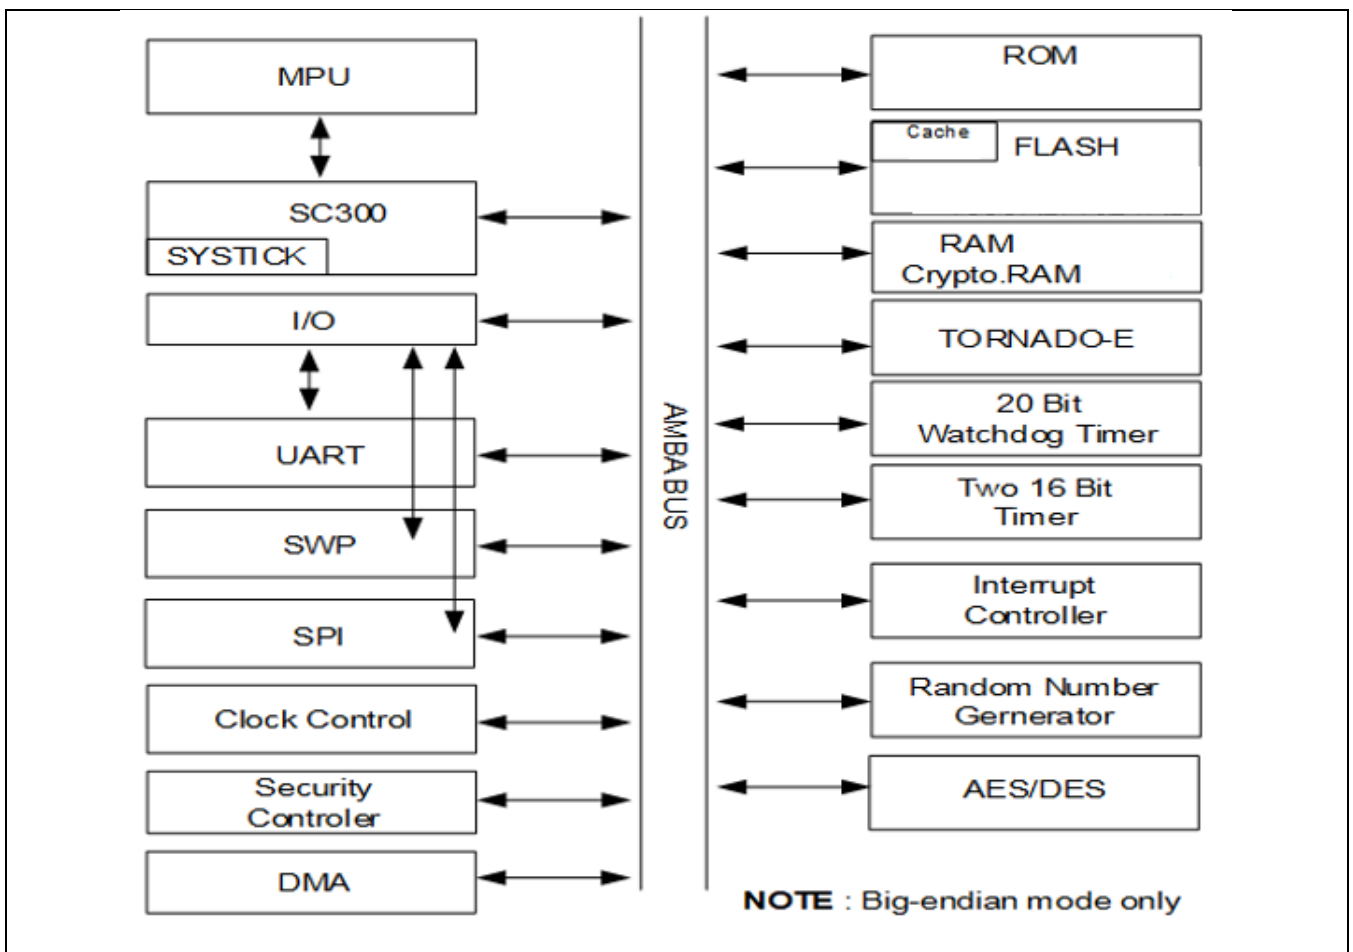 MPU
SC300
SYSTICK
I/O
UART
SWP
SPI
Clock Control
Security
Controler
DMA
AMBA BUS
ROM
Cache
FLASH
RAM
Crypto.RAM
TORNADO-E
20 Bit
Watchdog Timer
Two 16 Bit
Timer
Interrupt
Controller
Random Number
Gernerator
AES/DES
NOTE : Big-endian mode only